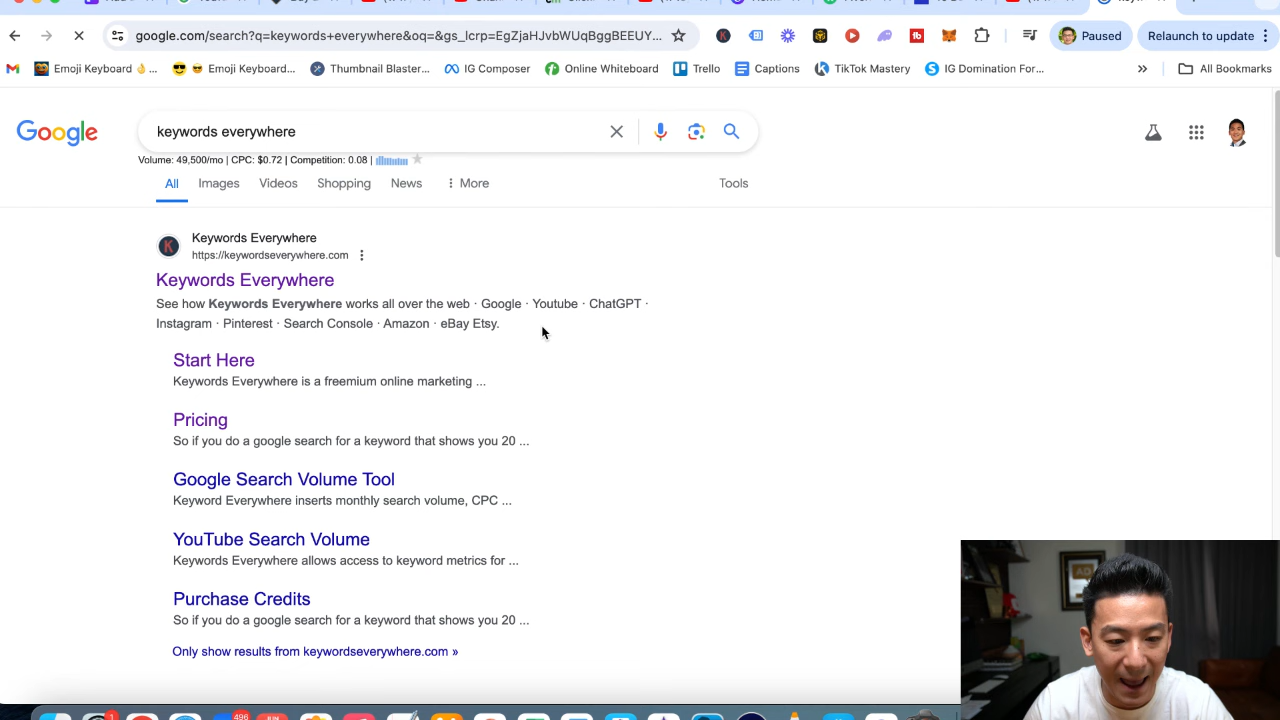 google.com/search?q=keywords+everywhere&oq=&gs_lcrp=EgZjaHJvbWUqBggBEEUY...
Paused
Relaunch to update
Emoji Keyboard 👌...
Emoji Keyboard...
Thumbnail Blaster...
IG Composer
Online Whiteboard
Trello
Captions
TikTok Mastery
IG Domination For...
»
All Bookmarks
Google
keywords everywhere
Volume: 49,500/mo | CPC: $0.72 | Competition: 0.08 |
All
Images
Videos
Shopping
News
More
Tools
K
Keywords Everywhere
https://keywordseverywhere.com
Keywords Everywhere
See how Keywords Everywhere works all over the web · Google · Youtube · ChatGPT ·
Instagram · Pinterest · Search Console · Amazon · eBay Etsy.
Start Here
Keywords Everywhere is a freemium online marketing ...
Pricing
So if you do a google search for a keyword that shows you 20 ...
Google Search Volume Tool
Keyword Everywhere inserts monthly search volume, CPC ...
YouTube Search Volume
Keywords Everywhere allows access to keyword metrics for ...
Purchase Credits
So if you do a google search for a keyword that shows you 20 ...
Only show results from keywordseverywhere.com »
496